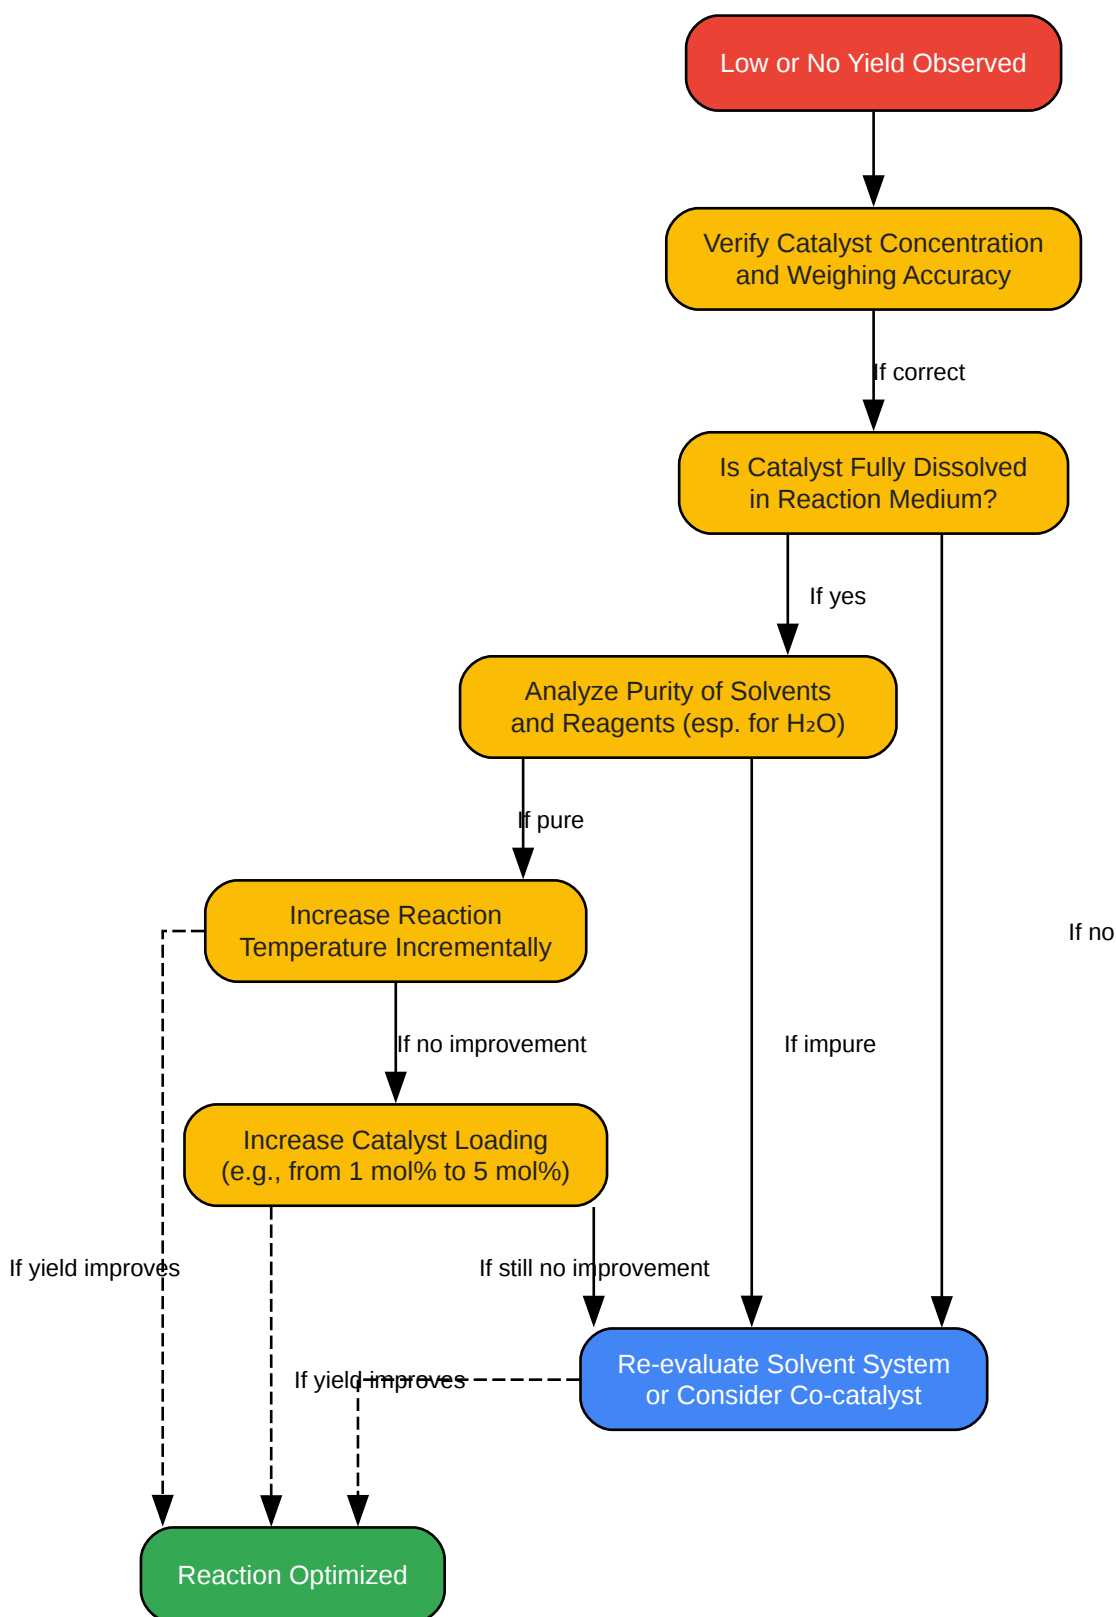 Low or No Yield Observed
Verify Catalyst Concentration
and Weighing Accuracy
If correct
Is Catalyst Fully Dissolved
in Reaction Medium?
If yes
Analyze Purity of Solvents
and Reagents (esp. for H₂O)
If pure
Increase Reaction
Temperature Incrementally
If no
If no improvement
If impure
Increase Catalyst Loading
(e.g., from 1 mol% to 5 mol%)
If yield improves
If still no improvement
Re-evaluate Solvent System
or Consider Co-catalyst
If yield improves
Reaction Optimized